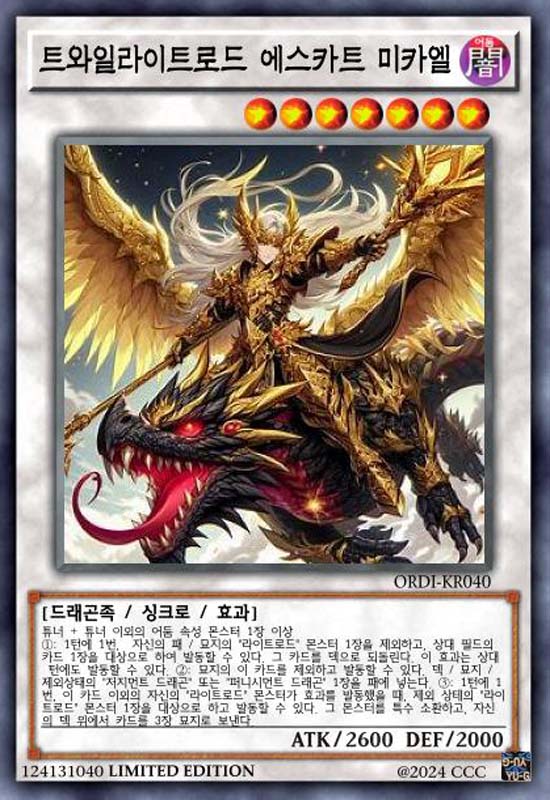 트와일라이트로드 에스카트 미카엘
어둠
闇
ORDI-KR040
[드래곤족 / 싱크로 / 효과]
튜너 + 튜너 이외의 어둠 속성 몬스터 1장 이상
①: 1턴에 1번, 자신의 패 / 묘지의 "라이트로드" 몬스터 1장을 제외하고, 상대 필드의
카드 1장을 대상으로 하여 발동할 수 있다. 그 카드를 덱으로 되돌린다. 이 효과는 상대
턴에도 발동할 수 있다. ②: 묘지의 이 카드를 제외하고 발동할 수 있다. 덱 / 묘지 /
제외상태의 "저지먼트 드래곤" 또는 "퍼니시먼트 드래곤" 1장을 패에 넣는다. ③: 1턴에 1
번, 이 카드 이외의 자신의 "라이트로드" 몬스터가 효과를 발동했을 때, 제외 상태의 "라이
트로드" 몬스터 1장을 대상으로 하고 발동할 수 있다. 그 몬스터를 특수 소환하고, 자신
의 덱 위에서 카드를 3장 묘지로 보낸다.
ATK/2600 DEF/2000
124131040 LIMITED EDITION
@2024 CCC